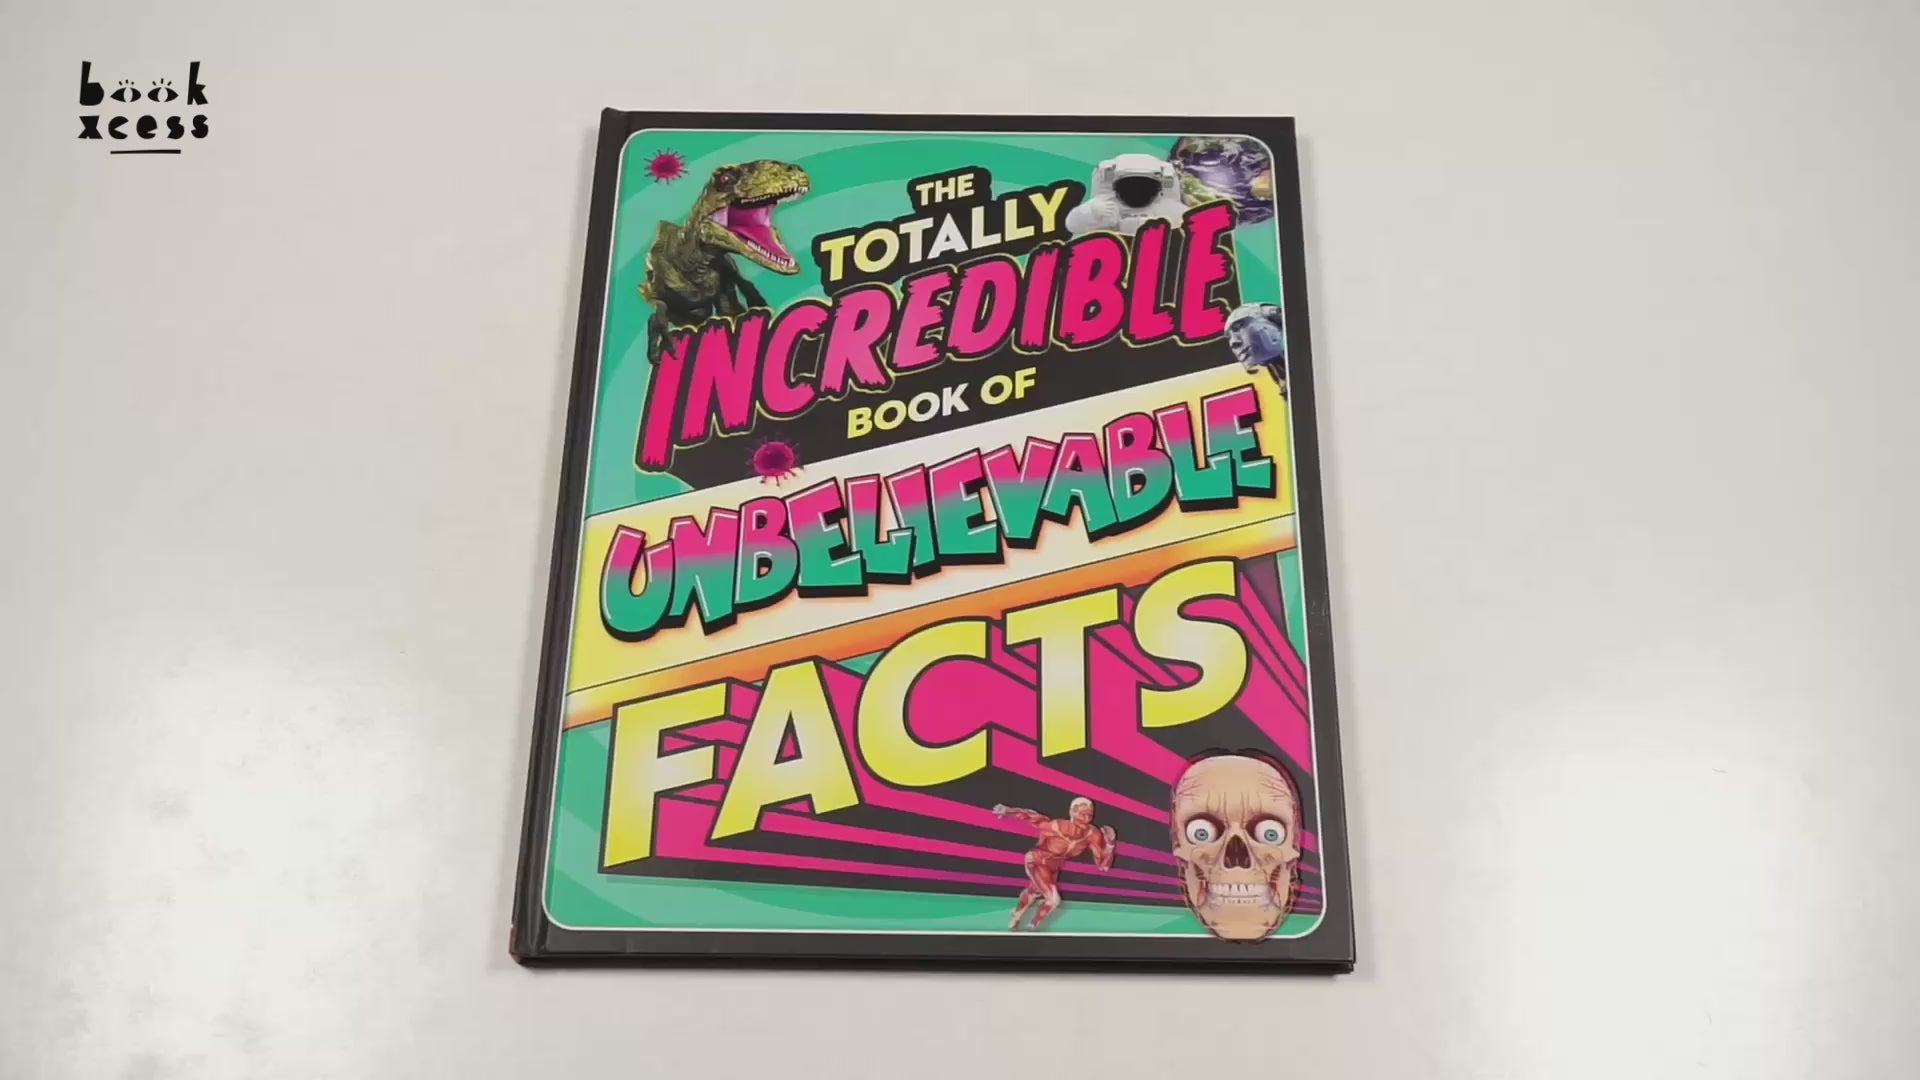 book
xcess
THE
TOTALLY
INCREDIBLE
BOOK OF
UNBELIEVABLE
FACTS